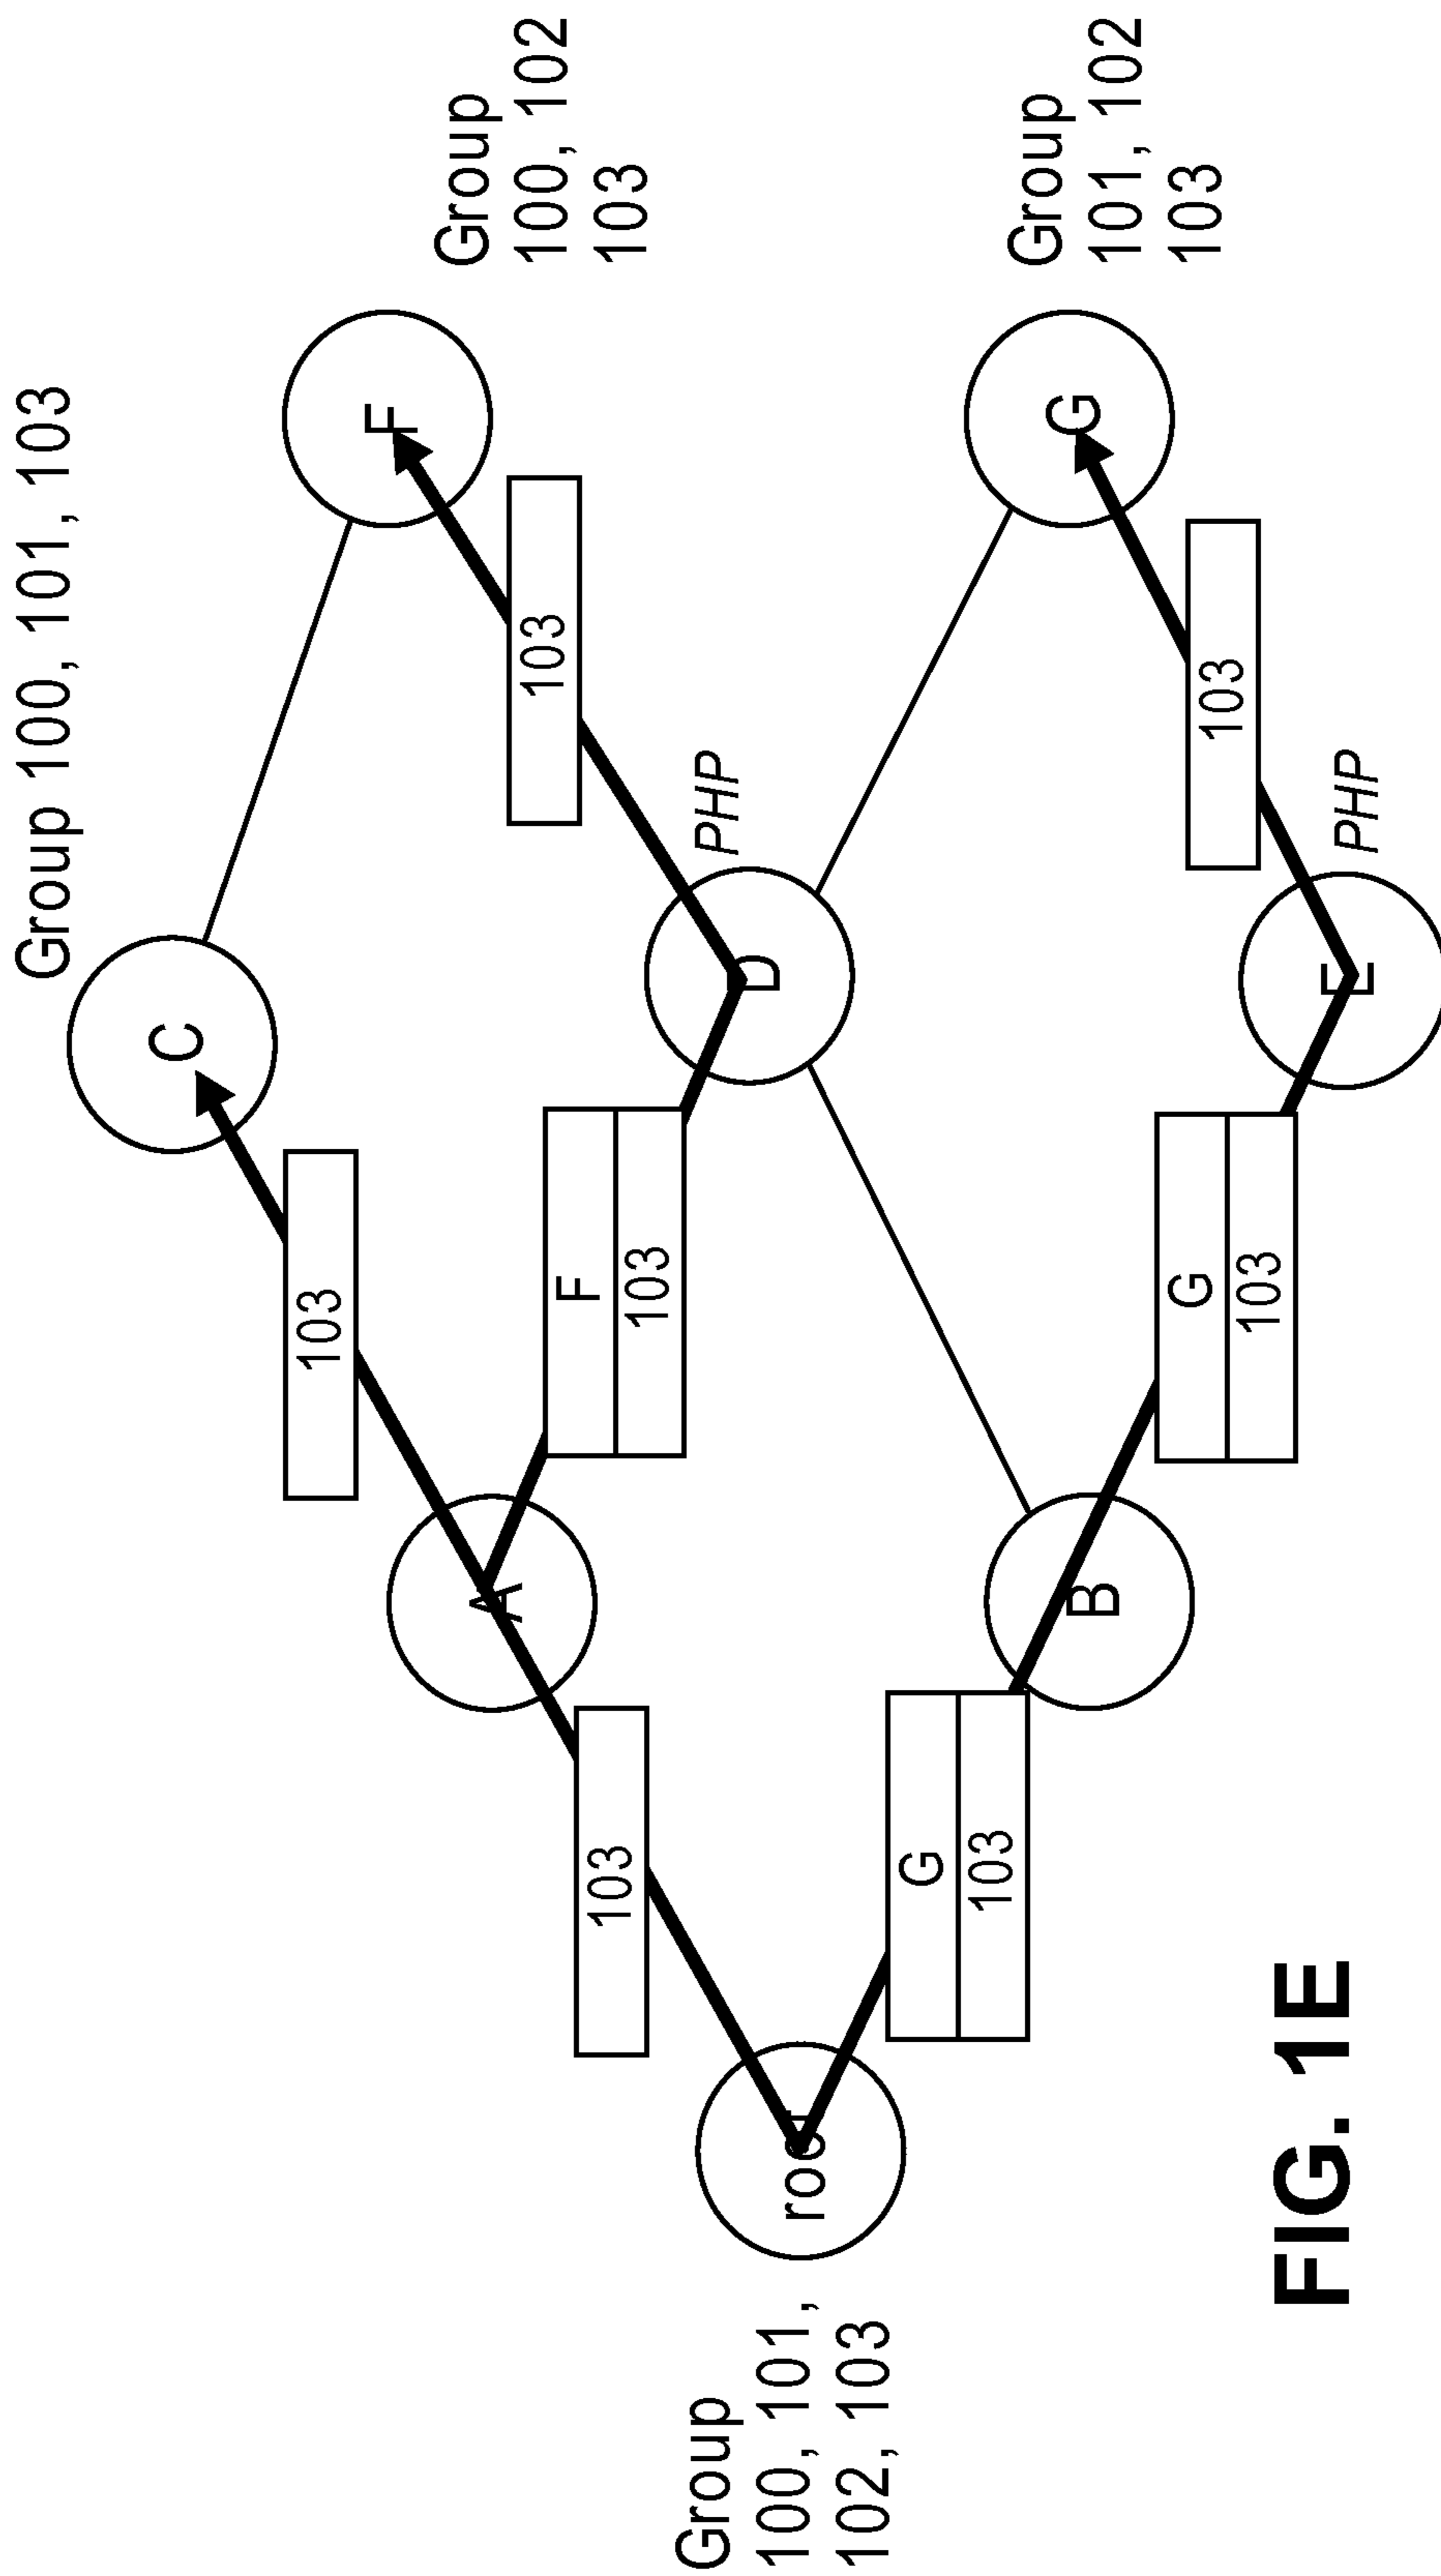 Group 100, 101, 103
C
F
Group
100, 102
103
103
103
A
F
103
D
PHP
103
root
Group
100, 101,
102, 103
G
103
B
G
103
E
PHP
103
G
Group
101, 102
103
FIG. 1E